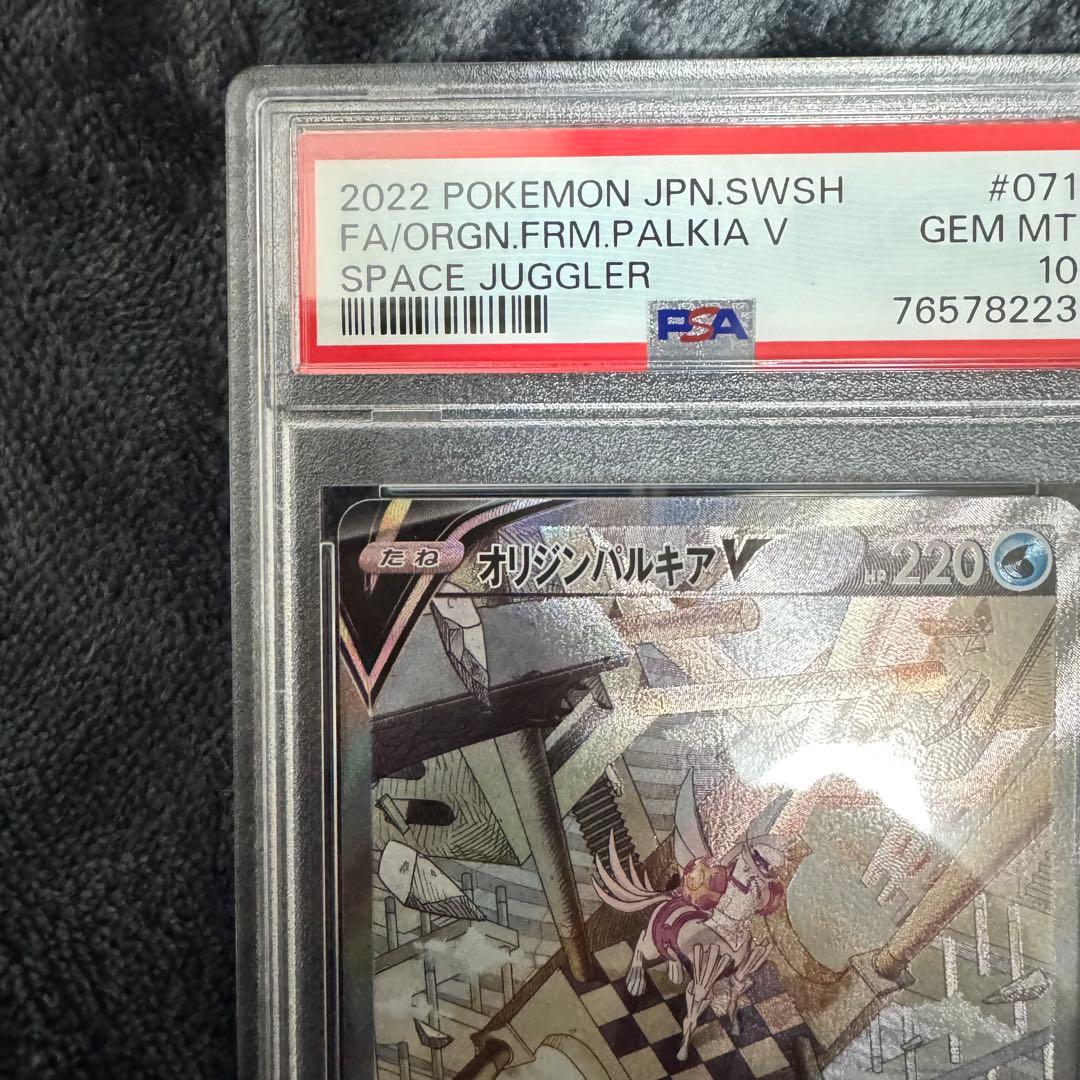 2022 POKEMON JPN.SWSH #071
FA/ORGN.FRM.PALKIA V GEM MT
SPACE JUGGLER 10
PSA 76578223
たね オリジンパルキアV HP 220